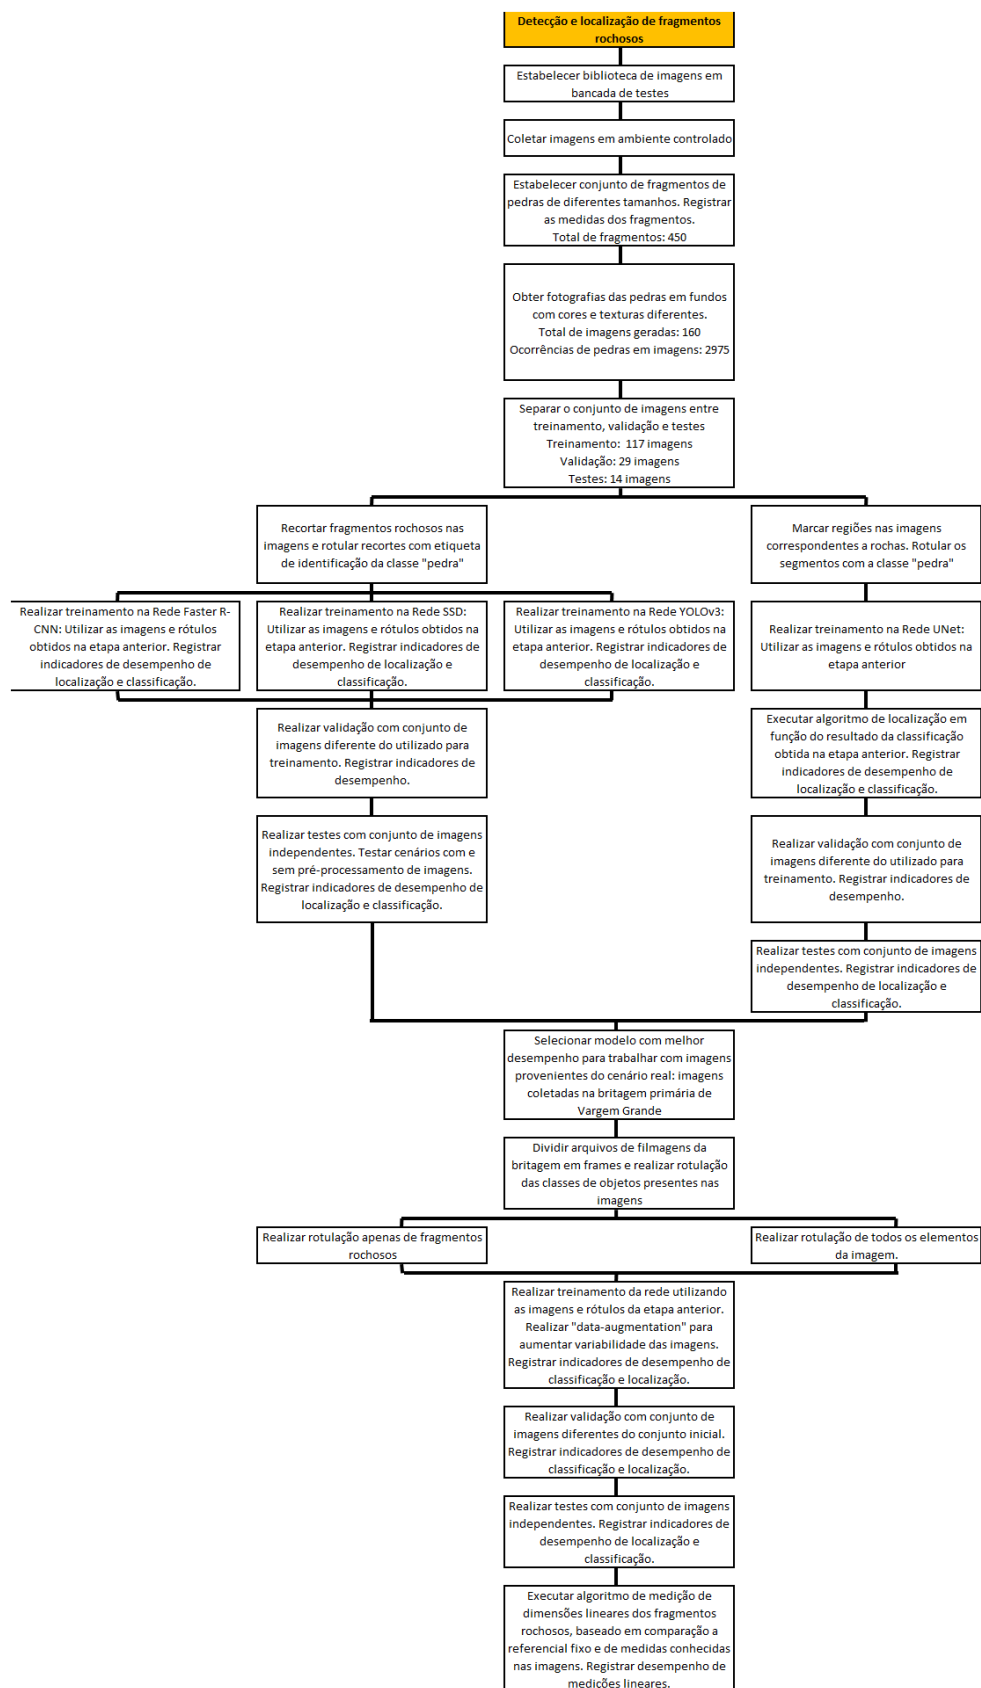 Detecção e localização de fragmentos
rochosos
Estabelecer biblioteca de imagens em
bancada de testes
Coletar imagens em ambiente controlado
Estabelecer conjunto de fragmentos de
pedras de diferentes tamanhos. Registrar
as medidas dos fragmentos.
Total de fragmentos: 450
Obter fotografias das pedras em fundos
com cores e texturas diferentes.
Total de imagens geradas: 160
Ocorrências de pedras em imagens: 2975
Separar o conjunto de imagens entre
treinamento, validação e testes
Treinamento:  117 imagens
Validação: 29 imagens
Testes: 14 imagens
Recortar fragmentos rochosos nas
imagens e rotular recortes com etiqueta
de identificação da classe "pedra"
Marcar regiões nas imagens
correspondentes a rochas. Rotular os
segmentos com a classe "pedra"
Realizar treinamento na Rede Faster R-
CNN: Utilizar as imagens e rótulos
obtidos na etapa anterior. Registrar
indicadores de desempenho de
localização e classificação.
Realizar treinamento na Rede SSD:
Utilizar as imagens e rótulos obtidos na
etapa anterior. Registrar indicadores de
desempenho de localização e
classificação.
Realizar treinamento na Rede YOLOv3:
Utilizar as imagens e rótulos obtidos na
etapa anterior. Registrar indicadores de
desempenho de localização e
classificação.
Realizar treinamento na Rede UNet:
Utilizar as imagens e rótulos obtidos na
etapa anterior
Realizar validação com conjunto de
imagens diferente do utilizado para
treinamento. Registrar indicadores de
desempenho.
Executar algoritmo de localização em
função do resultado da classificação
obtida na etapa anterior. Registrar
indicadores de desempenho de
localização e classificação.
Realizar testes com conjunto de imagens
independentes. Testar cenários com e
sem pré-processamento de imagens.
Registrar indicadores de desempenho de
localização e classificação.
Realizar validação com conjunto de
imagens diferente do utilizado para
treinamento. Registrar indicadores de
desempenho.
Realizar testes com conjunto de imagens
independentes. Registrar indicadores de
desempenho de localização e
classificação.
Selecionar modelo com melhor
desempenho para trabalhar com imagens
provenientes do cenário real: imagens
coletadas na britagem primária de
Vargem Grande
Dividir arquivos de filmagens da
britagem em frames e realizar rotulação
das classes de objetos presentes nas
imagens
Realizar rotulação apenas de fragmentos
rochosos
Realizar rotulação de todos os elementos
da imagem.
Realizar treinamento da rede utilizando
as imagens e rótulos da etapa anterior.
Realizar "data-augmentation" para
aumentar variabilidade das imagens.
Registrar indicadores de desempenho de
classificação e localização.
Realizar validação com conjunto de
imagens diferentes do conjunto inicial.
Registrar indicadores de desempenho de
classificação e localização.
Realizar testes com conjunto de imagens
independentes. Registrar indicadores de
desempenho de localização e
classificação.
Executar algoritmo de medição de
dimensões lineares dos fragmentos
rochosos, baseado em comparação a
referencial fixo e de medidas conhecidas
nas imagens. Registrar desempenho de
medições lineares.